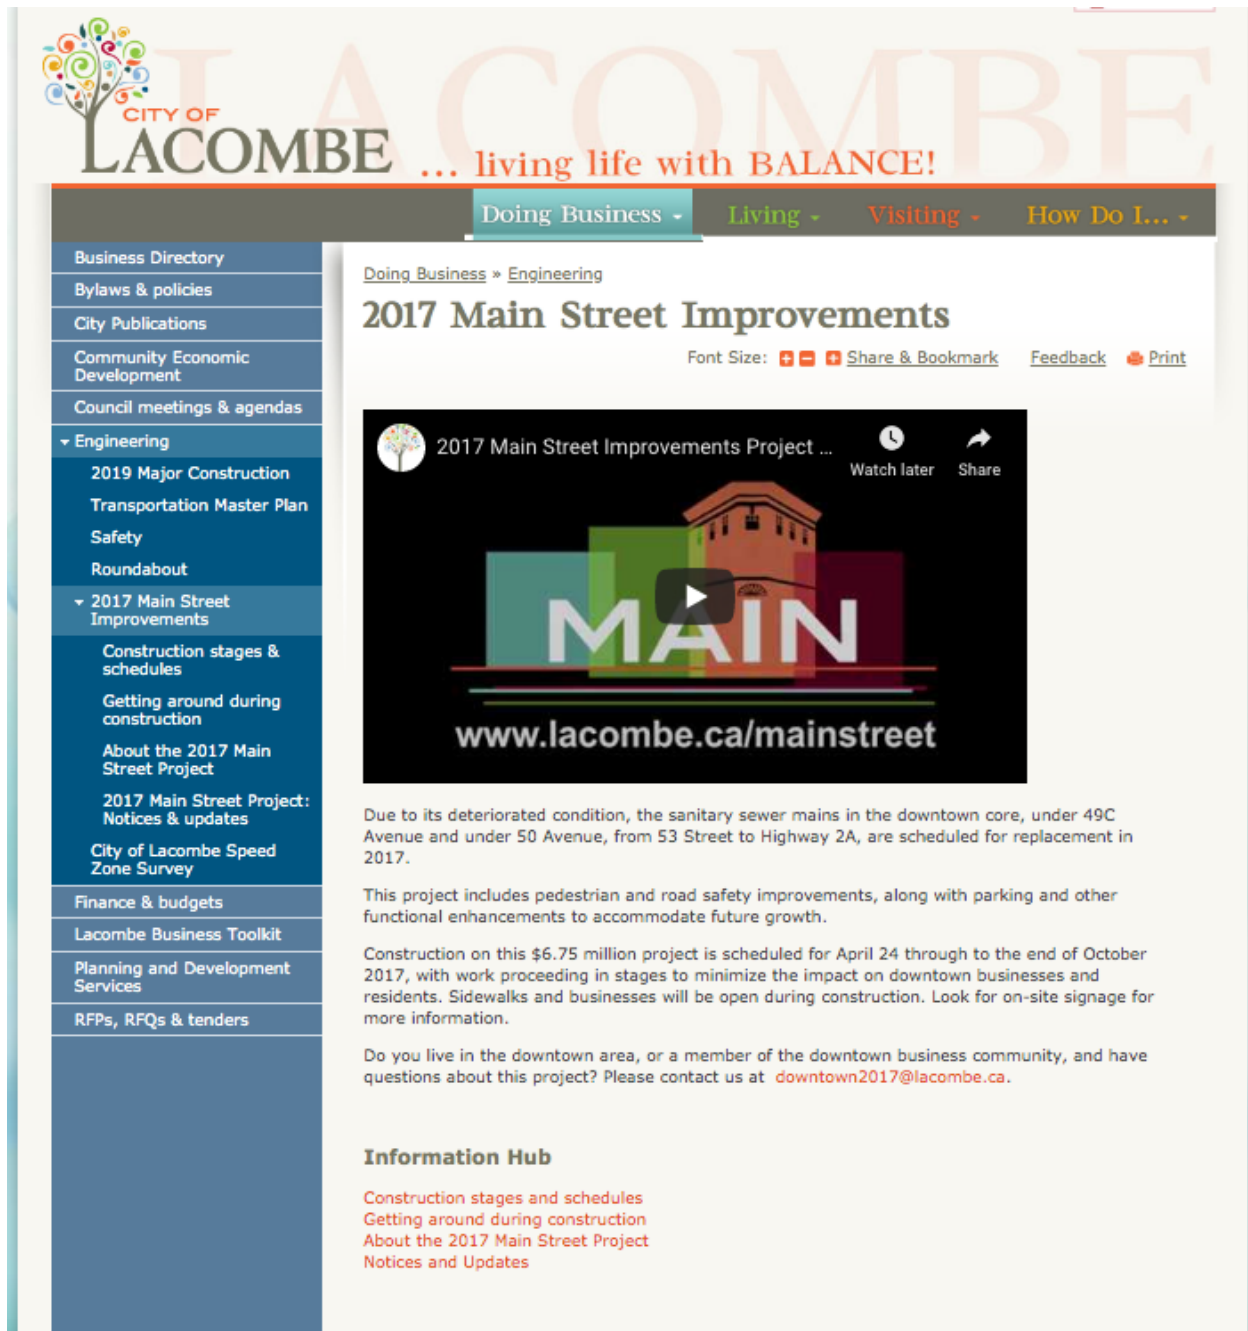 LACOMBE
CITY OF
LACOMBE
... living life with BALANCE!
Doing Business
Living
Visiting
How Do I...
Business Directory
Bylaws & policies
City Publications
Community Economic
Development
Council meetings & agendas
Engineering
2019 Major Construction
Transportation Master Plan
Safety
Roundabout
2017 Main Street
Improvements
Construction stages &
schedules
Getting around during
construction
About the 2017 Main
Street Project
2017 Main Street Project:
Notices & updates
City of Lacombe Speed
Zone Survey
Finance & budgets
Lacombe Business Toolkit
Planning and Development
Services
RFPs, RFQs & tenders
Doing Business » Engineering
2017 Main Street Improvements
Font Size: Share & Bookmark Feedback Print
2017 Main Street Improvements Project ...
Watch later Share
MAIN
www.lacombe.ca/mainstreet
Due to its deteriorated condition, the sanitary sewer mains in the downtown core, under 49C
Avenue and under 50 Avenue, from 53 Street to Highway 2A, are scheduled for replacement in
2017.
This project includes pedestrian and road safety improvements, along with parking and other
functional enhancements to accommodate future growth.
Construction on this $6.75 million project is scheduled for April 24 through to the end of October
2017, with work proceeding in stages to minimize the impact on downtown businesses and
residents. Sidewalks and businesses will be open during construction. Look for on-site signage for
more information.
Do you live in the downtown area, or a member of the downtown business community, and have
questions about this project? Please contact us at downtown2017@lacombe.ca.
Information Hub
Construction stages and schedules
Getting around during construction
About the 2017 Main Street Project
Notices and Updates